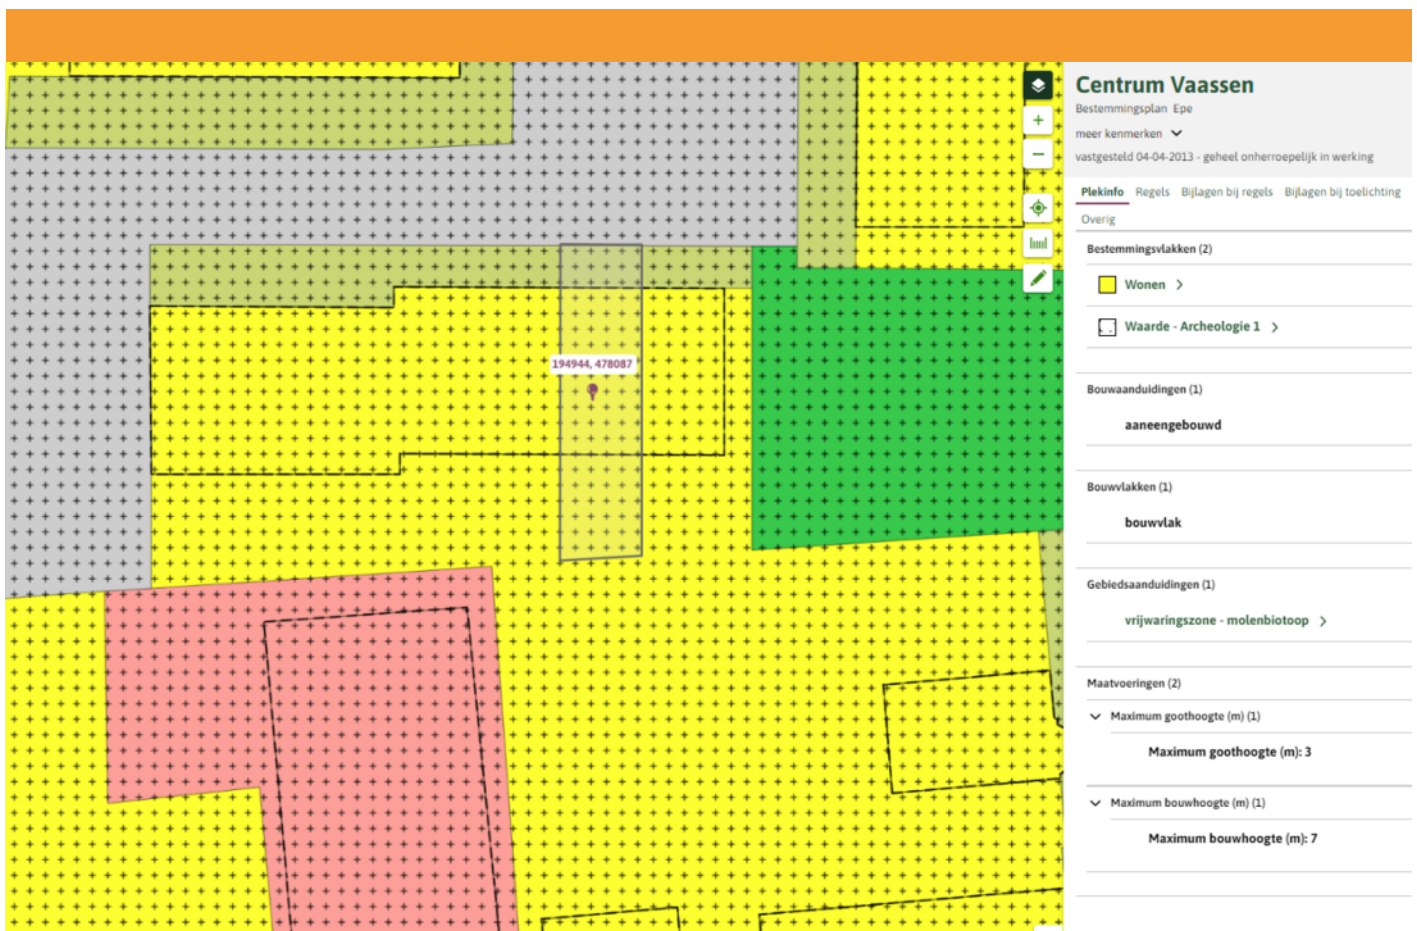 Centrum Vaassen
Bestemmingsplan Epe
meer kenmerken
vastgesteld 04-04-2013 - geheel onherroepelijk in werking
Plekinfo Regels Bijlagen bij regels Bijlagen bij toelichting
Overig
Bestemmingsvlakken (2)
Wonen
Waarde - Archeologie 1
Bouwaanduidingen (1)
aaneengebouwd
Bouwvlakken (1)
bouwvlak
Gebiedsaanduidingen (1)
vrijwaringszone - molenbiotoop
Maatvoeringen (2)
Maximum goothoogte (m) (1)
Maximum goothoogte (m): 3
Maximum bouwhoogte (m) (1)
Maximum bouwhoogte (m): 7
194944, 478087